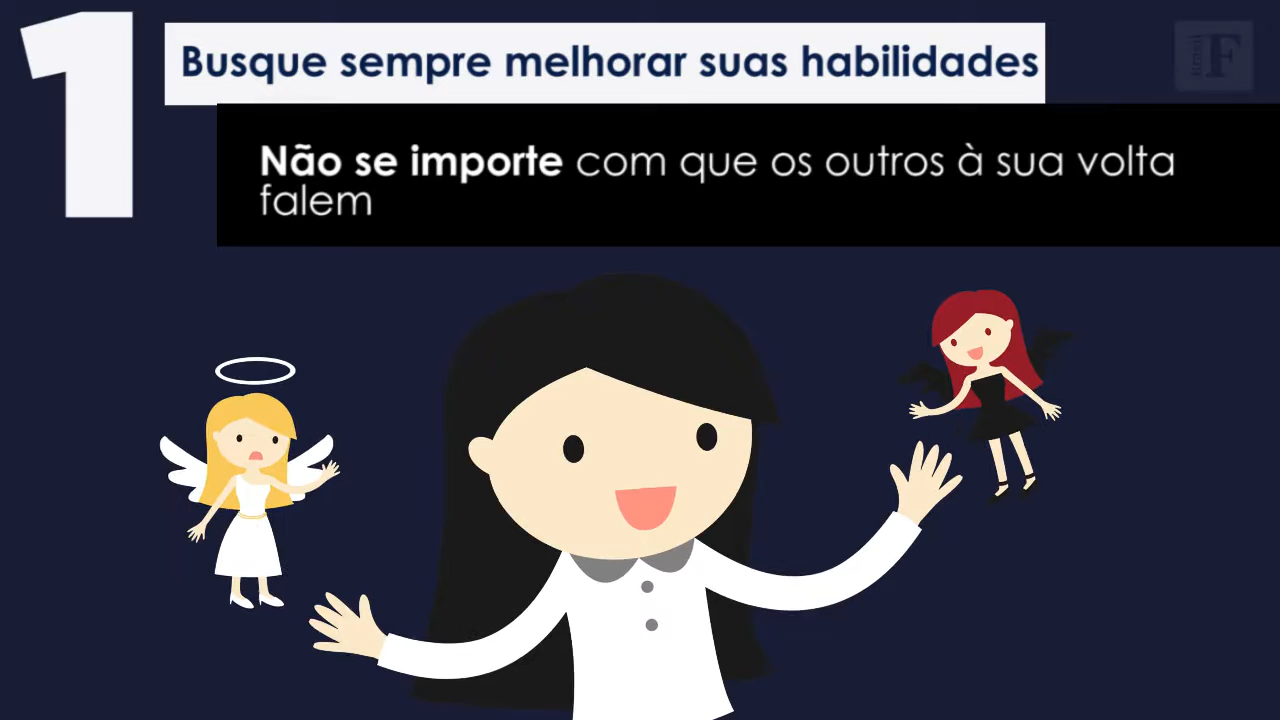 1
Busque sempre melhorar suas habilidades
Não se importe com que os outros à sua volta
falem
F